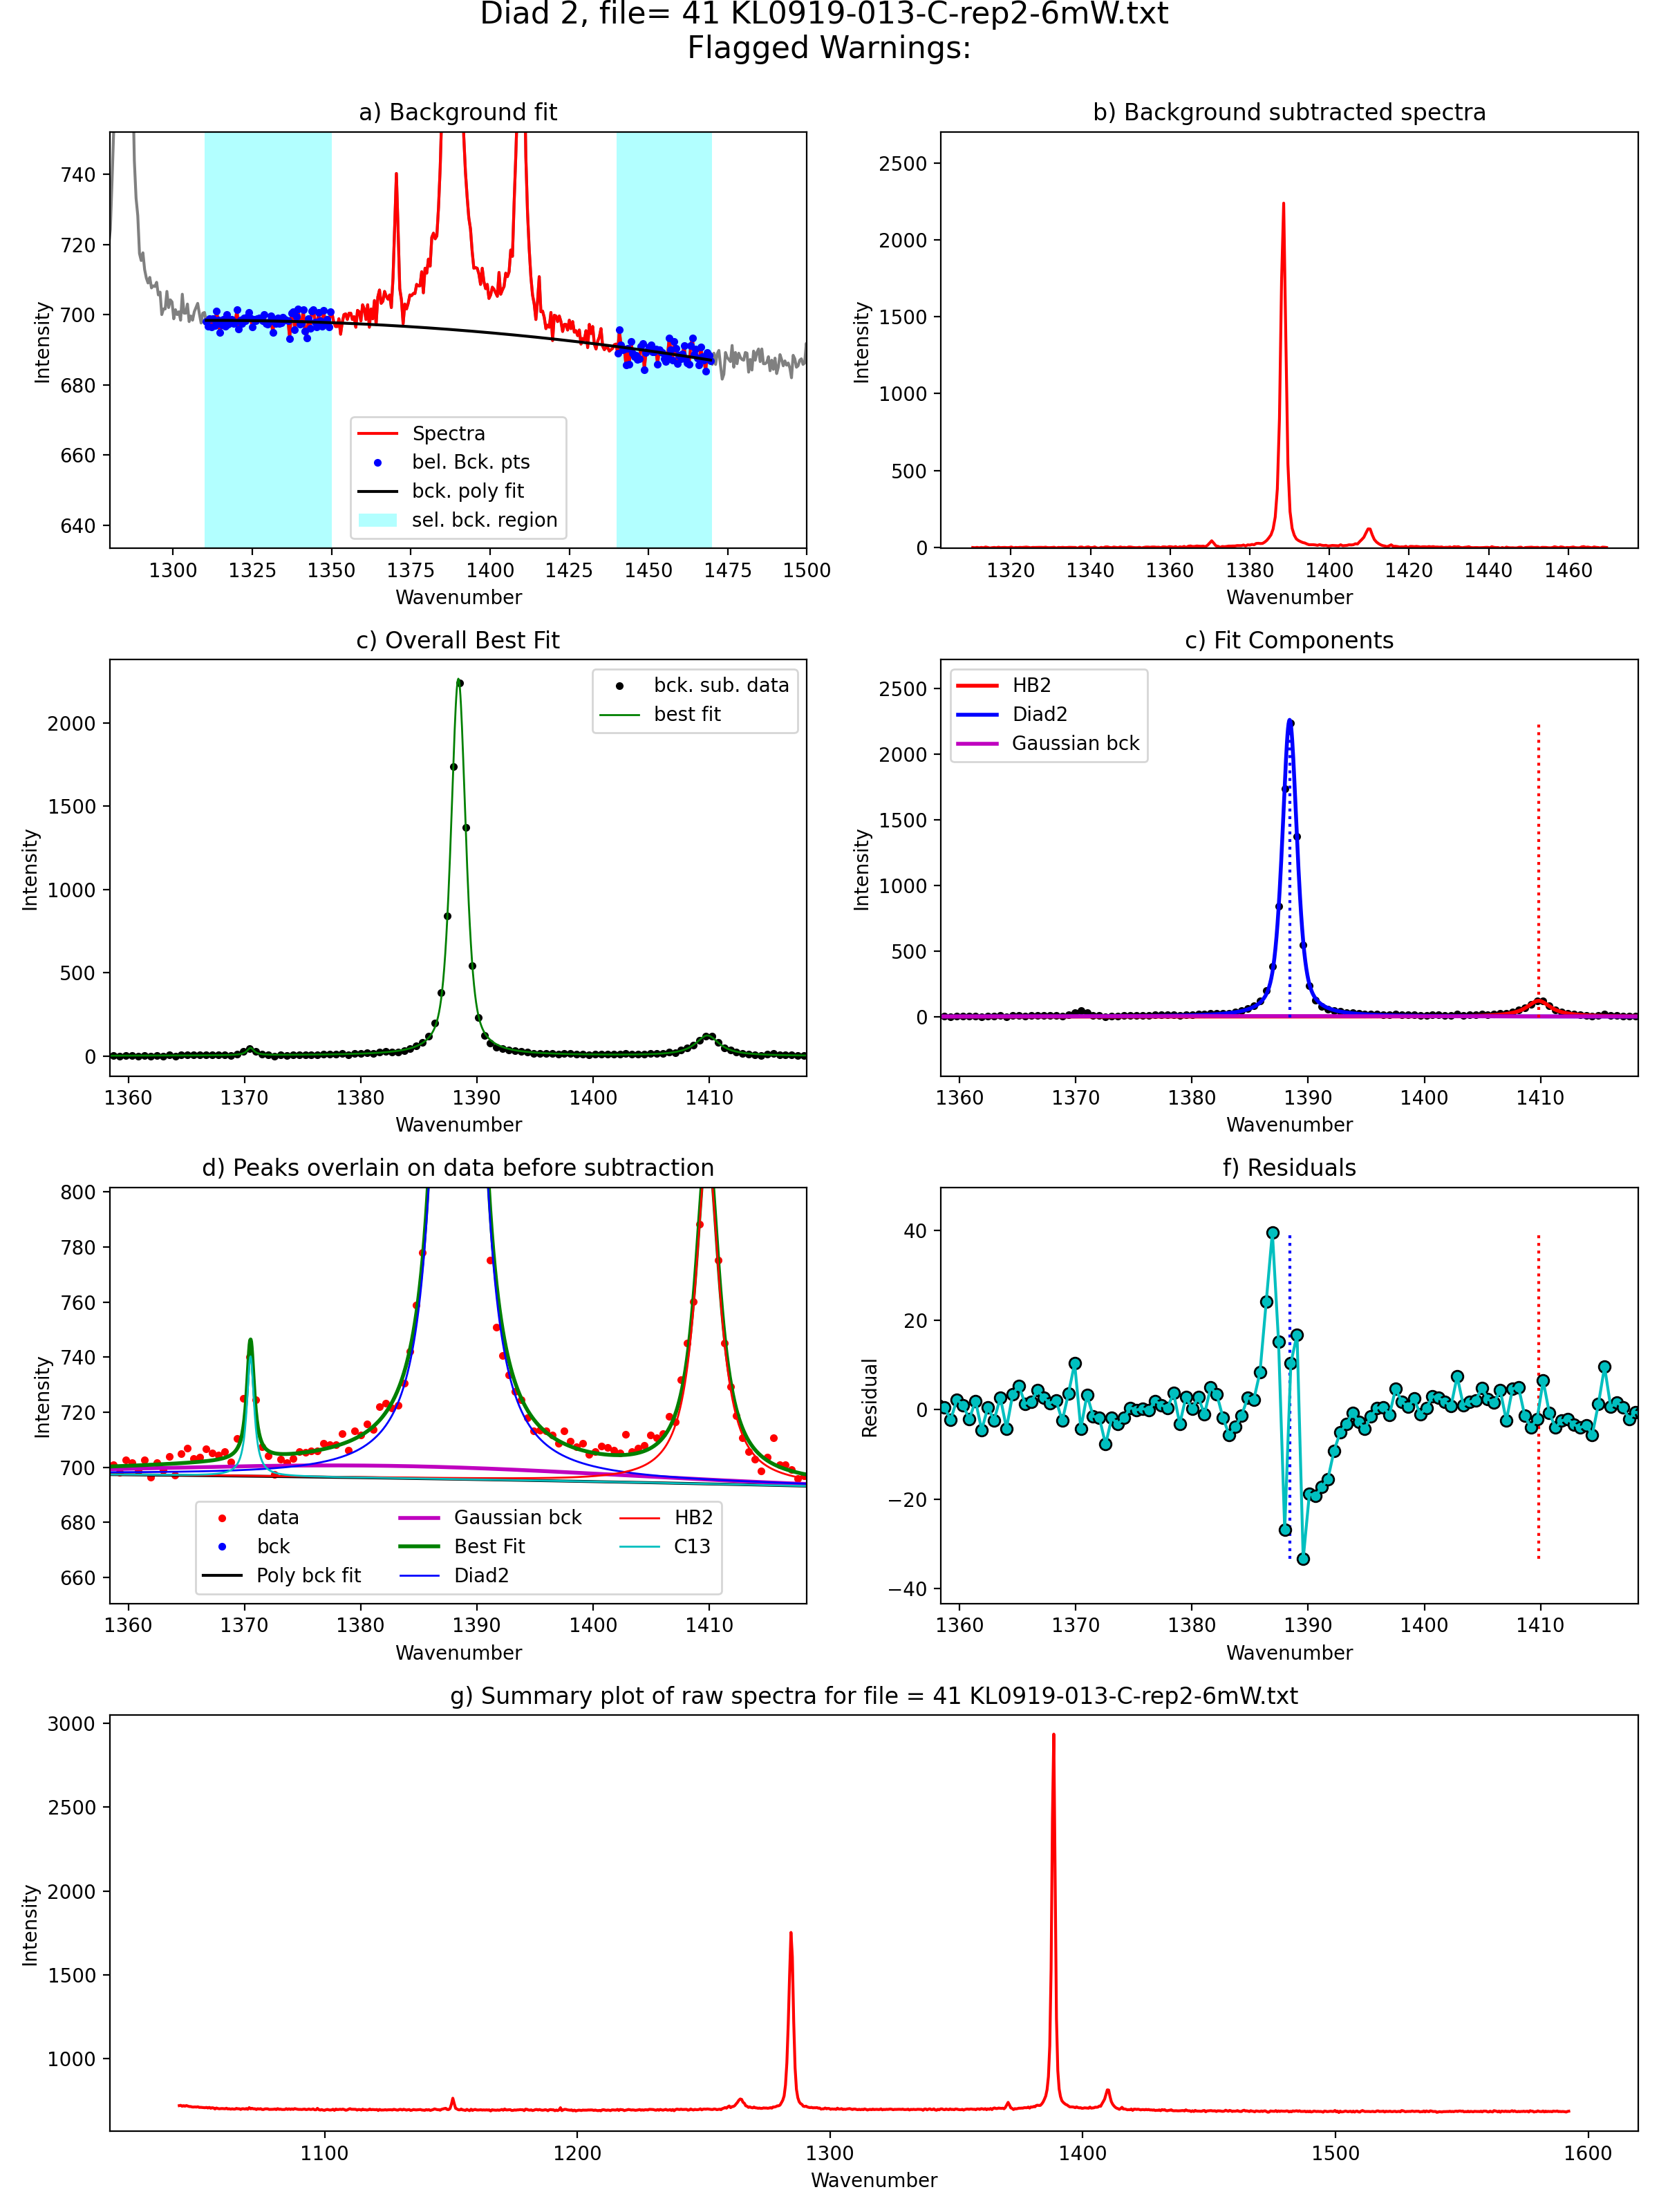 Diad 2, file= 41 KL0919-013-C-rep2-6mW.txt
Flagged Warnings:
a) Background fit
Intensity
740
720
700
680
660
640
Spectra
bel. Bck. pts
bck. poly fit
sel. bck. region
1300 1325 1350 1375 1400 1425 1450 1475 1500
Wavenumber
b) Background subtracted spectra
Intensity
2500
2000
1500
1000
500
0
1320 1340 1360 1380 1400 1420 1440 1460
Wavenumber
c) Overall Best Fit
Intensity
2000
1500
1000
500
0
bck. sub. data
best fit
1360 1370 1380 1390 1400 1410
Wavenumber
c) Fit Components
Intensity
2500
2000
1500
1000
500
0
HB2
Diad2
Gaussian bck
1360 1370 1380 1390 1400 1410
Wavenumber
d) Peaks overlain on data before subtraction
Intensity
800
780
760
740
720
700
680
660
data Gaussian bck HB2
bck Best Fit C13
Poly bck fit Diad2
1360 1370 1380 1390 1400 1410
Wavenumber
f) Residuals
Residual
40
20
0
−20
−40
1360 1370 1380 1390 1400 1410
Wavenumber
g) Summary plot of raw spectra for file = 41 KL0919-013-C-rep2-6mW.txt
Intensity
3000
2500
2000
1500
1000
1100 1200 1300 1400 1500 1600
Wavenumber